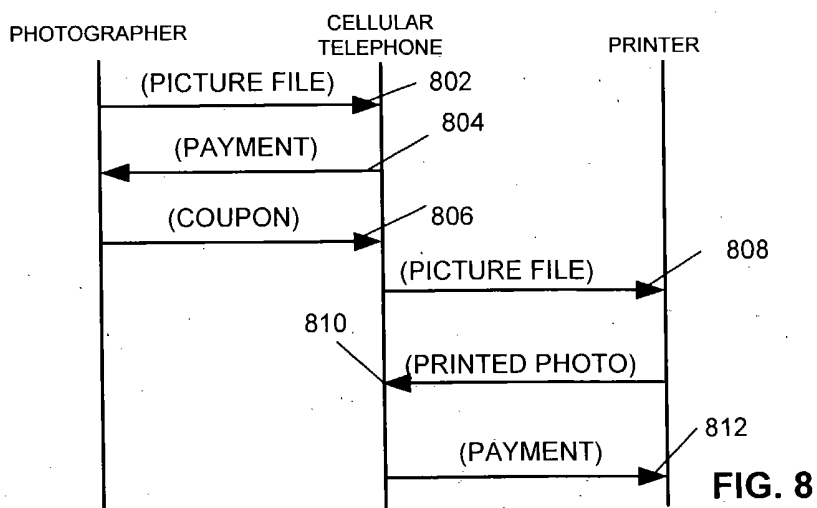 PHOTOGRAPHER
CELLULAR
TELEPHONE
PRINTER
(PICTURE FILE)
802
(PAYMENT)
804
(COUPON)
806
(PICTURE FILE)
808
810
(PRINTED PHOTO)
(PAYMENT)
812
FIG. 8